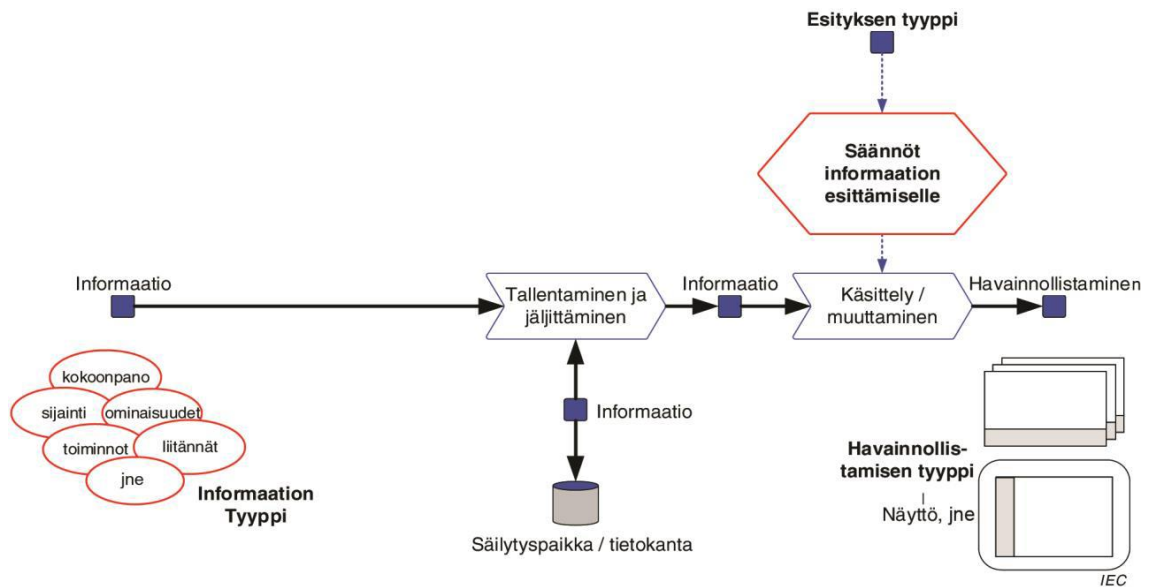 Esityksen tyyppi
Säännöt
informaation
esittämiselle
Informaatio
Tallentaminen ja
jäljittäminen
Informaatio
Käsittely /
muuttaminen
Havainnollistaminen
kokoonpano
sijainti
ominaisuudet
toiminnot
liitännät
jne
Informaation
Tyyppi
Informaatio
Säilytyspaikka / tietokanta
Havainnollis-
tamisen tyyppi
Näyttö, jne
IEC